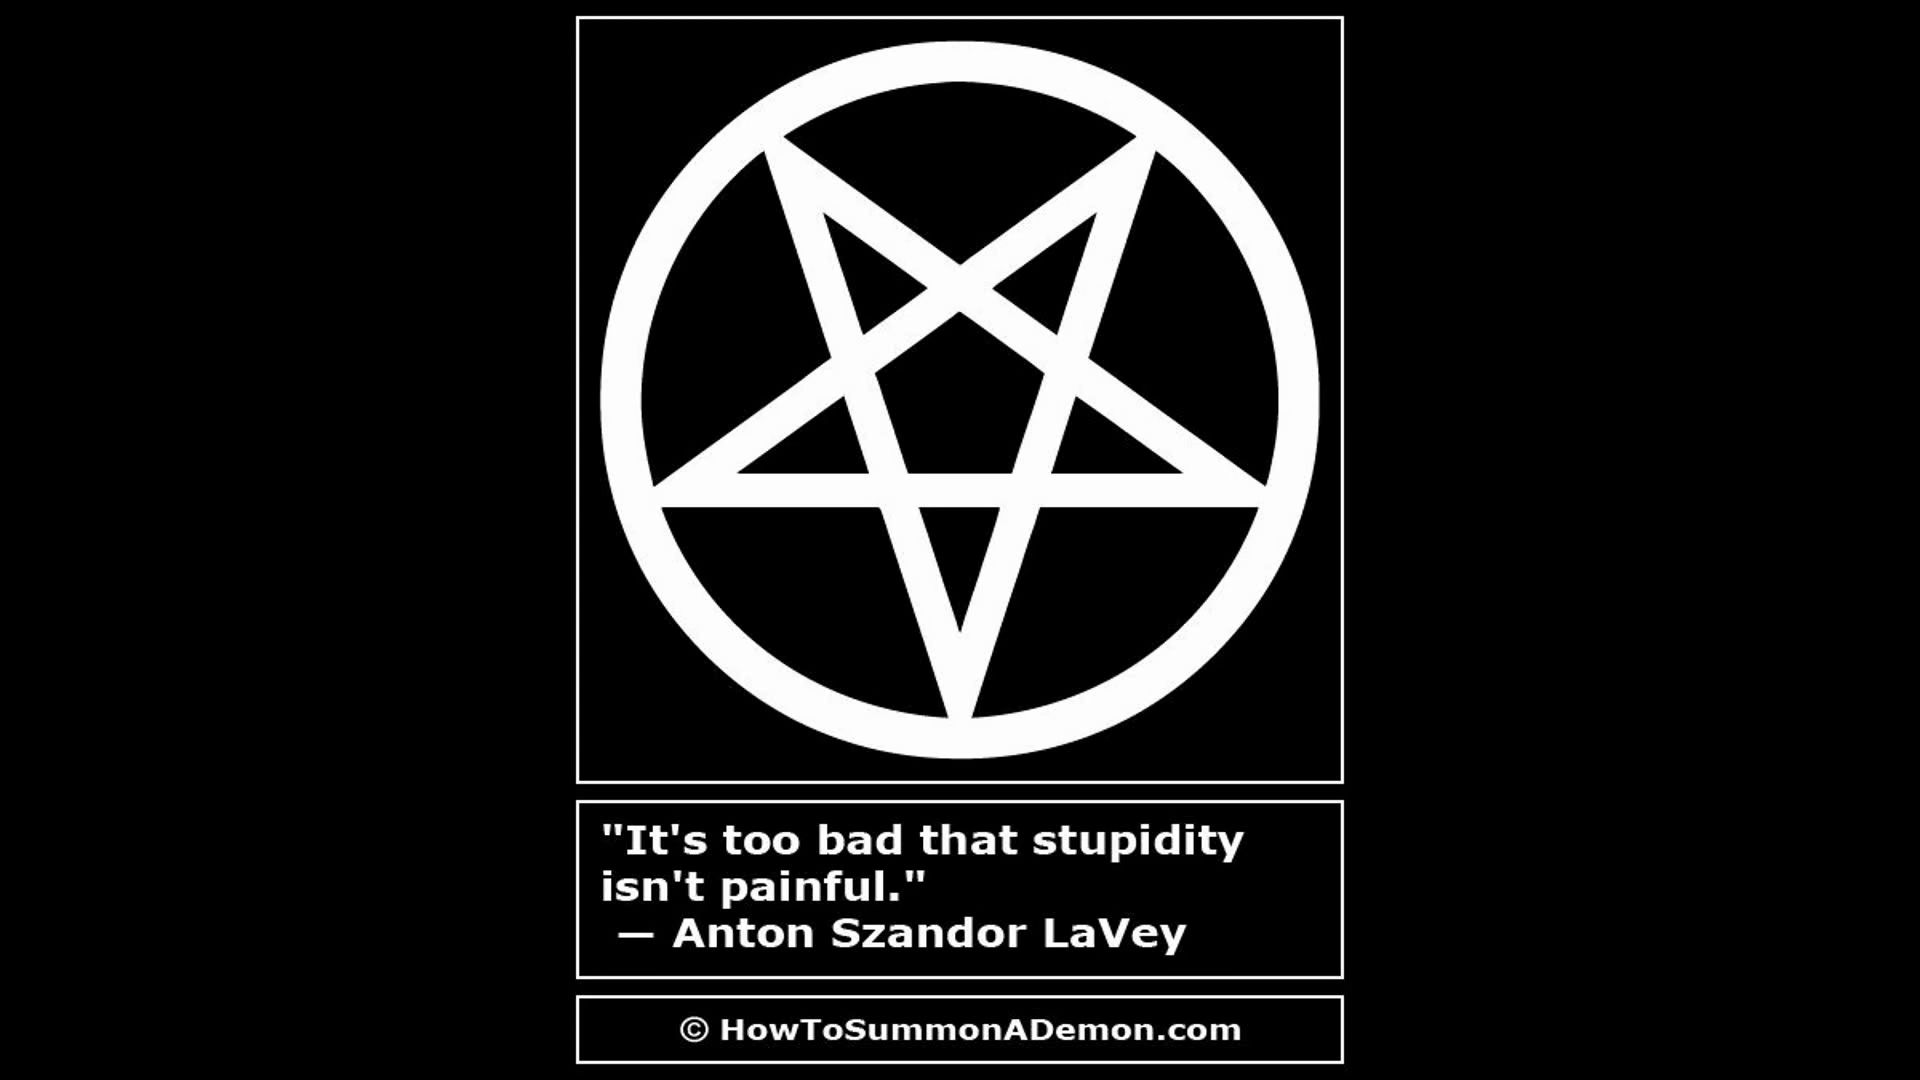 "It's too bad that stupidity
isn't painful."
— Anton Szandor LaVey
© HowToSummonADemon.com